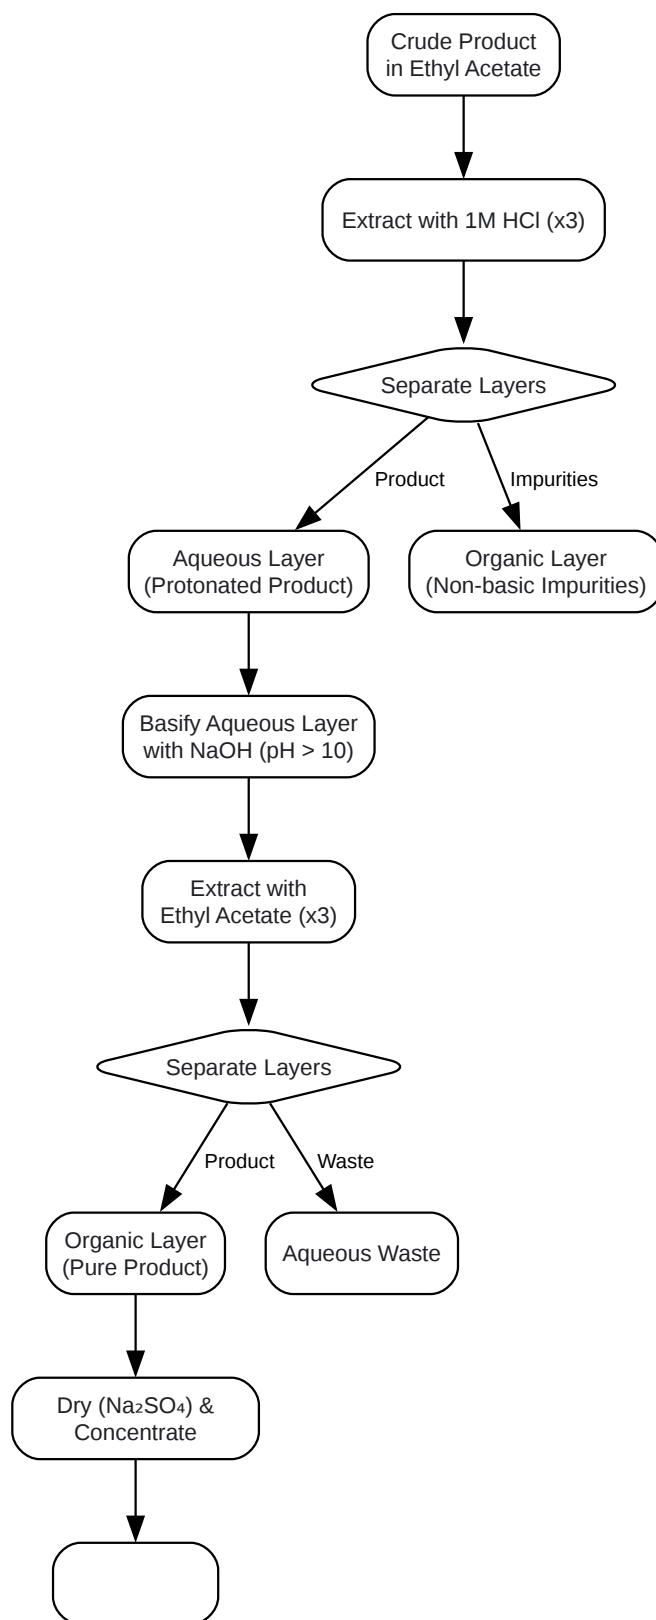 Crude Product
in Ethyl Acetate
Extract with 1M HCl (x3)
Separate Layers
Product
Impurities
Aqueous Layer
(Protonated Product)
Organic Layer
(Non-basic Impurities)
Basify Aqueous Layer
with NaOH (pH > 10)
Extract with
Ethyl Acetate (x3)
Separate Layers
Product
Waste
Organic Layer
(Pure Product)
Aqueous Waste
Dry (Na₂SO₄) &
Concentrate